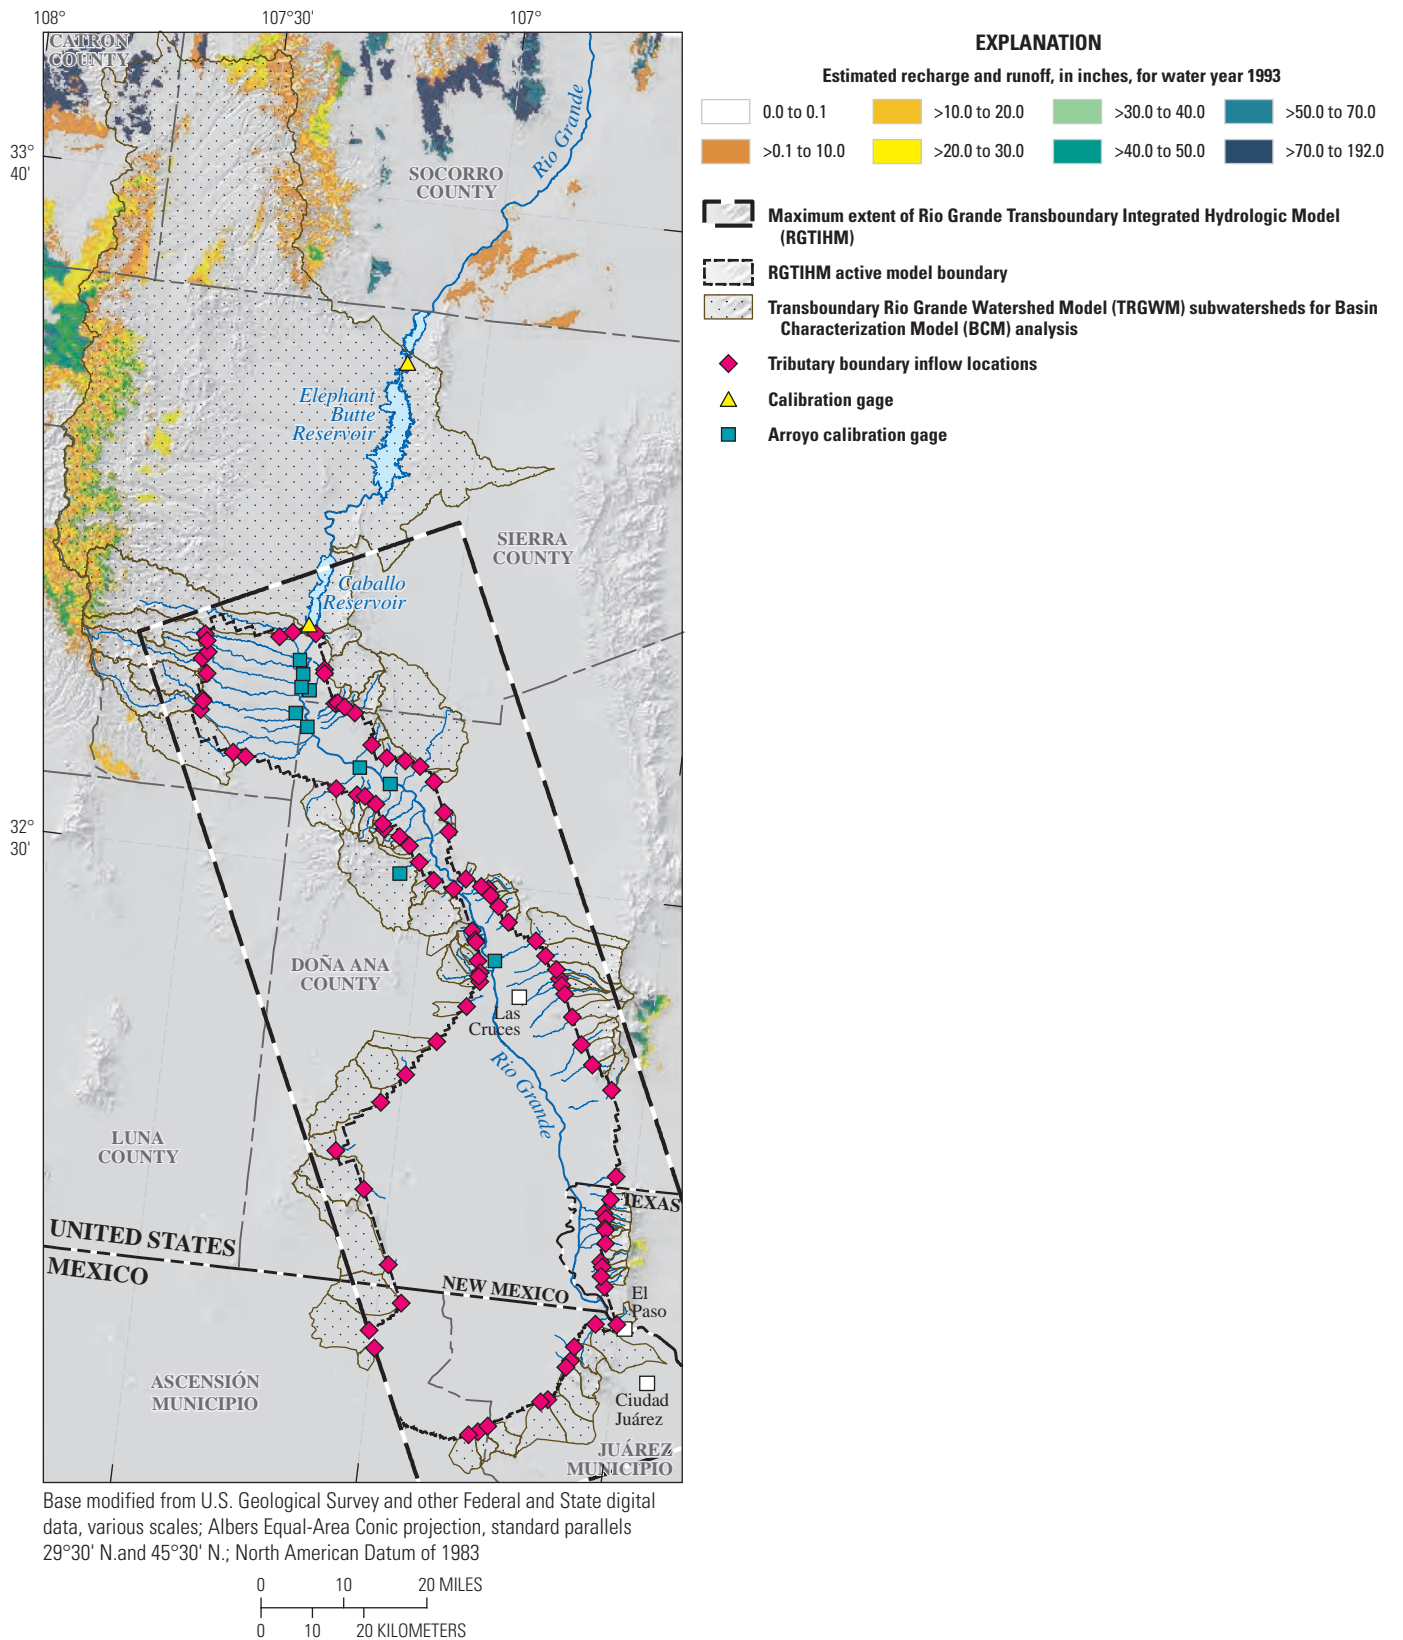 108°
107°30'
107°
CATRON
COUNTY
33°
40'
Rio Grande
SOCORRO
COUNTY
Elephant
Butte
Reservoir
SIERRA
COUNTY
Caballo
Reservoir
32°
30'
DOÑA ANA
COUNTY
Las
Cruces
Rio Grande
LUNA
COUNTY
TEXAS
UNITED STATES
MEXICO
NEW MEXICO
El
Paso
ASCENSIÓN
MUNICIPIO
Ciudad
Juárez
JUÁREZ
MUNICIPIO
Base modified from U.S. Geological Survey and other Federal and State digital
data, various scales; Albers Equal-Area Conic projection, standard parallels
29°30' N.and 45°30' N.; North American Datum of 1983
0 10 20 MILES
0 10 20 KILOMETERS
EXPLANATION
Estimated recharge and runoff, in inches, for water year 1993
0.0 to 0.1 >10.0 to 20.0 >30.0 to 40.0 >50.0 to 70.0
>0.1 to 10.0 >20.0 to 30.0 >40.0 to 50.0 >70.0 to 192.0
Maximum extent of Rio Grande Transboundary Integrated Hydrologic Model
(RGTIHM)
RGTIHM active model boundary
Transboundary Rio Grande Watershed Model (TRGWM) subwatersheds for Basin
Characterization Model (BCM) analysis
Tributary boundary inflow locations
Calibration gage
Arroyo calibration gage